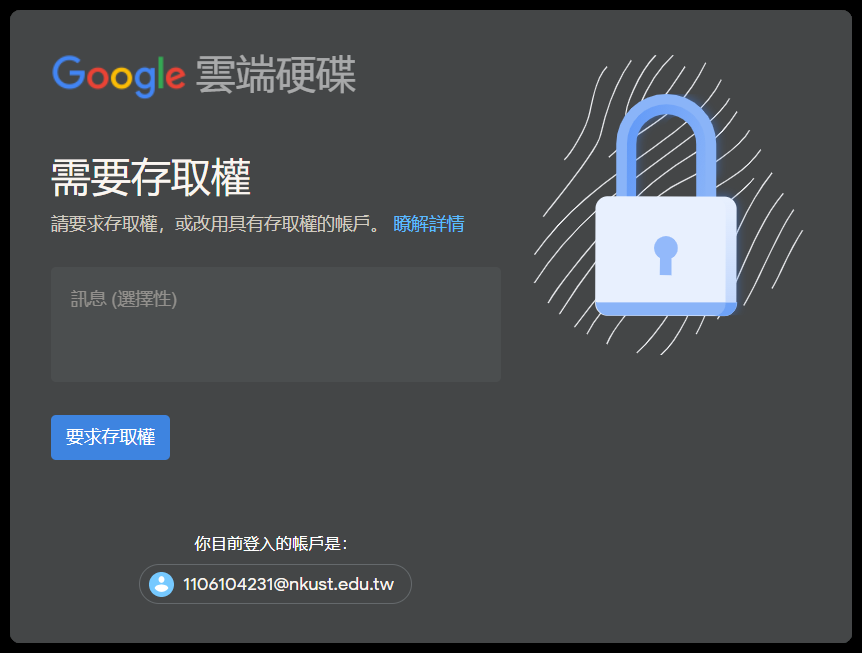 Google 雲端硬碟
需要存取權
請要求存取權，或改用具有存取權的帳戶。 瞭解詳情
訊息 (選擇性)
要求存取權
你目前登入的帳戶是：
1106104231@nkust.edu.tw